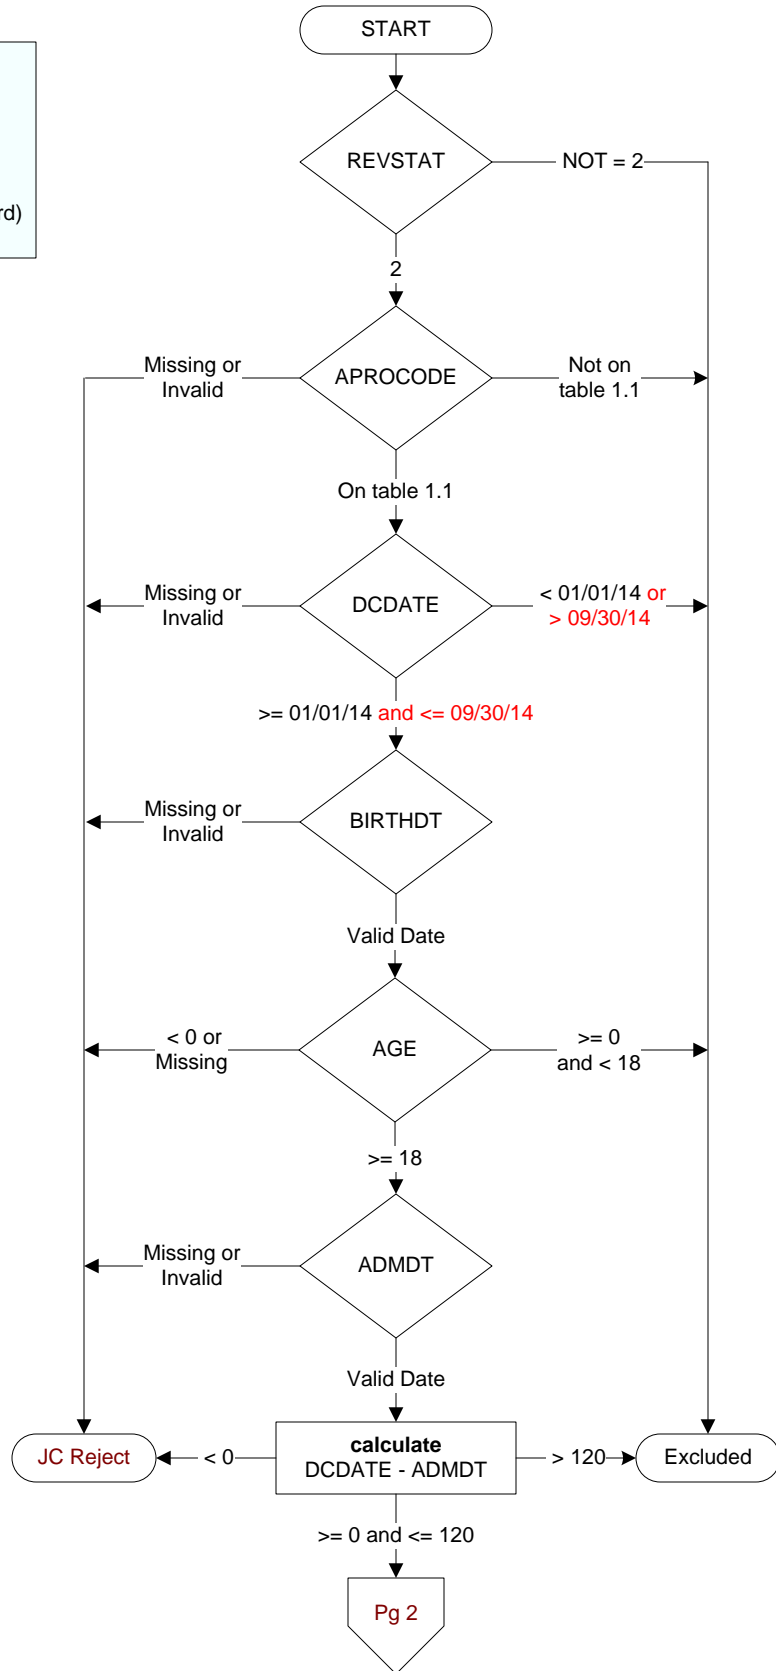 START
REVSTAT
NOT = 2
rd)
2
Missing or
Invalid
APROCODE
Not on
table 1.1
On table 1.1
Missing or
Invalid
DCDATE
< 01/01/14 or
> 09/30/14
>= 01/01/14 and <= 09/30/14
Missing or
Invalid
BIRTHDT
Valid Date
< 0 or
Missing
AGE
>= 0
and < 18
>= 18
Missing or
Invalid
ADMDT
Valid Date
JC Reject
< 0
calculate
DCDATE - ADMDT
> 120
Excluded
>= 0 and <= 120
Pg 2